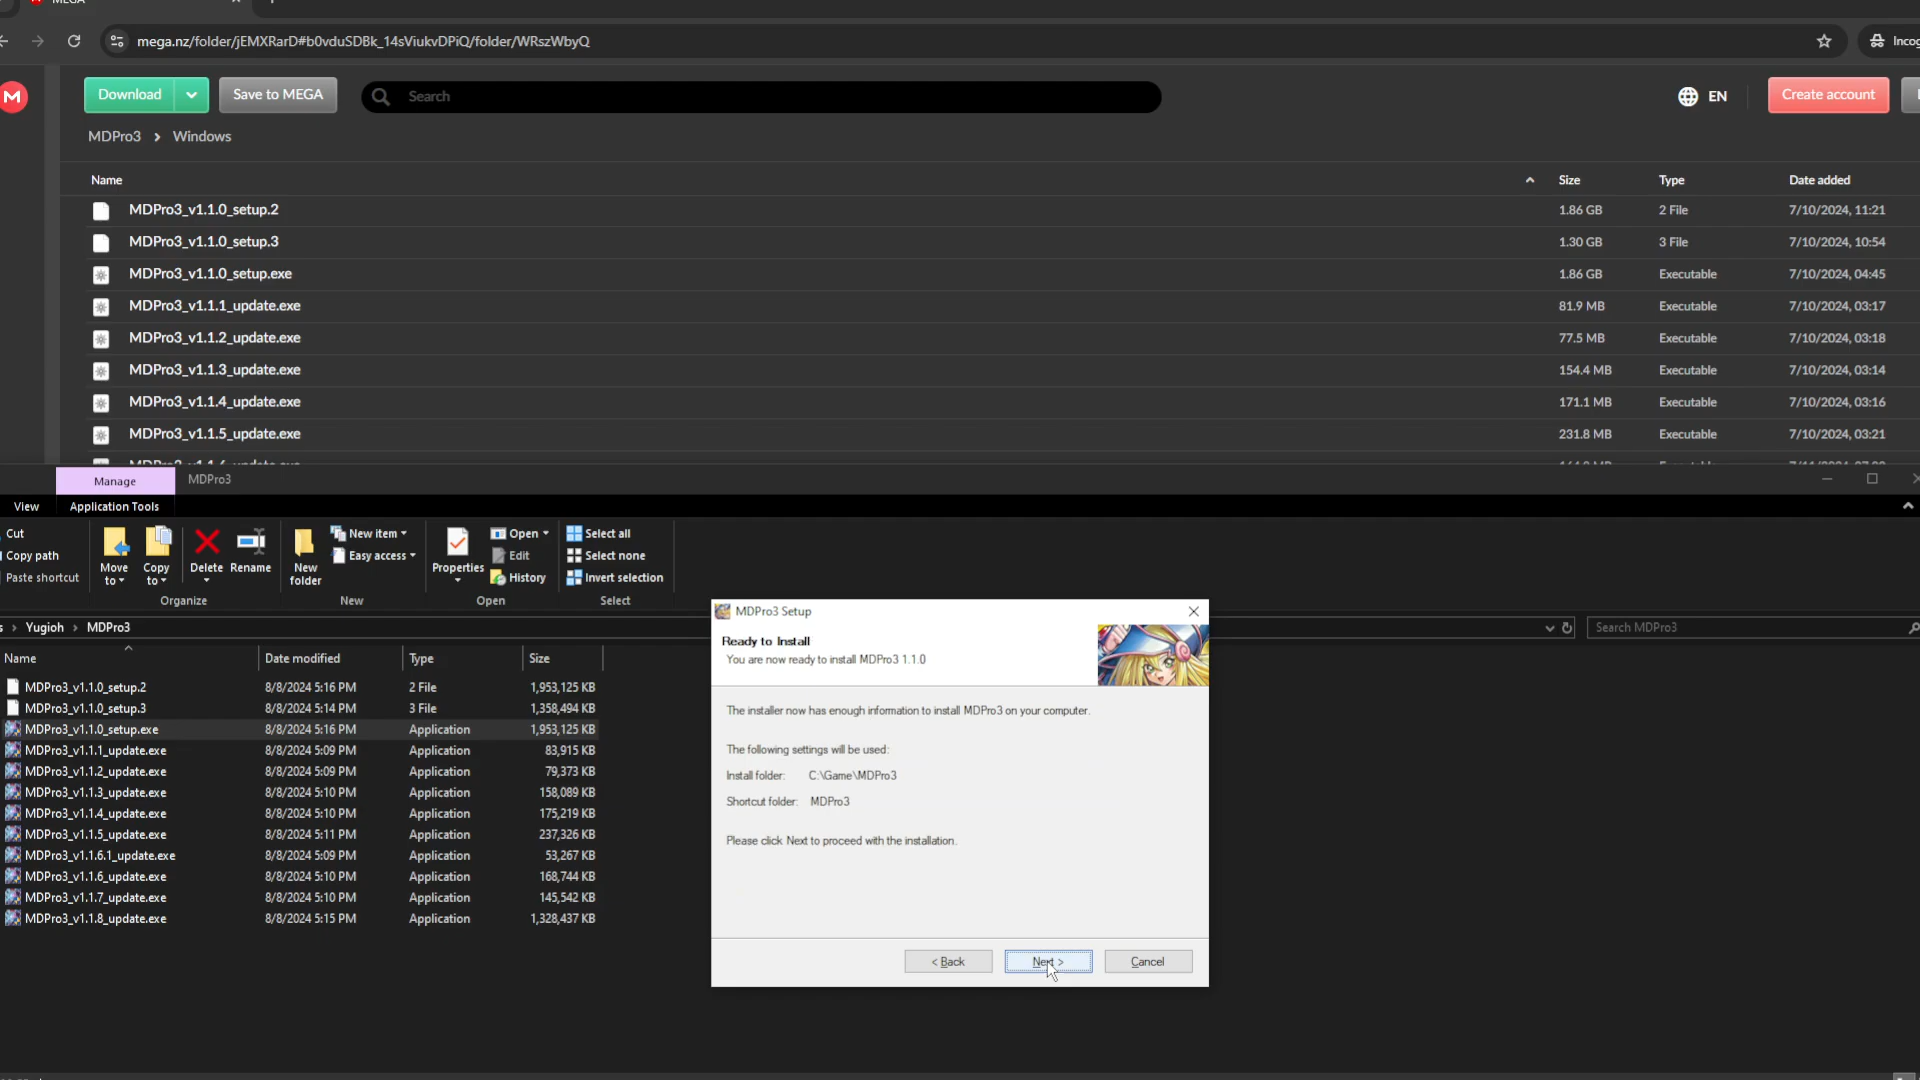 MEGA
mega.nz/folder/jEMXRarD#b0vduSDBk_14sViukvDPiQ/folder/WRszWbyQ
Download Save to MEGA Search EN Create account
MDPro3 › Windows
Name Size Type Date added
MDPro3_v1.1.0_setup.2 1.86 GB 2 File 7/10/2024, 11:21
MDPro3_v1.1.0_setup.3 1.30 GB 3 File 7/10/2024, 10:54
MDPro3_v1.1.0_setup.exe 1.86 GB Executable 7/10/2024, 04:45
MDPro3_v1.1.1_update.exe 81.9 MB Executable 7/10/2024, 03:17
MDPro3_v1.1.2_update.exe 77.5 MB Executable 7/10/2024, 03:18
MDPro3_v1.1.3_update.exe 154.4 MB Executable 7/10/2024, 03:14
MDPro3_v1.1.4_update.exe 171.1 MB Executable 7/10/2024, 03:16
MDPro3_v1.1.5_update.exe 231.8 MB Executable 7/10/2024, 03:21
Manage MDPro3
View Application Tools
Cut
Copy path
Paste shortcut
Move to
Copy to
Delete
Rename
Organize
New folder
New item
Easy access
New
Properties
Open
Edit
History
Open
Select all
Select none
Invert selection
Select
› Yugioh › MDPro3
Search MDPro3
Name Date modified Type Size
MDPro3_v1.1.0_setup.2 8/8/2024 5:16 PM 2 File 1,953,125 KB
MDPro3_v1.1.0_setup.3 8/8/2024 5:14 PM 3 File 1,358,494 KB
MDPro3_v1.1.0_setup.exe 8/8/2024 5:16 PM Application 1,953,125 KB
MDPro3_v1.1.1_update.exe 8/8/2024 5:09 PM Application 83,915 KB
MDPro3_v1.1.2_update.exe 8/8/2024 5:09 PM Application 79,373 KB
MDPro3_v1.1.3_update.exe 8/8/2024 5:10 PM Application 158,089 KB
MDPro3_v1.1.4_update.exe 8/8/2024 5:10 PM Application 175,219 KB
MDPro3_v1.1.5_update.exe 8/8/2024 5:11 PM Application 237,326 KB
MDPro3_v1.1.6.1_update.exe 8/8/2024 5:09 PM Application 53,267 KB
MDPro3_v1.1.6_update.exe 8/8/2024 5:10 PM Application 168,744 KB
MDPro3_v1.1.7_update.exe 8/8/2024 5:10 PM Application 145,542 KB
MDPro3_v1.1.8_update.exe 8/8/2024 5:15 PM Application 1,328,437 KB
MDPro3 Setup
Ready to Install
You are now ready to install MDPro3 1.1.0
The installer now has enough information to install MDPro3 on your computer.
The following settings will be used:
Install folder: C:\Game\MDPro3
Shortcut folder: MDPro3
Please click Next to proceed with the installation.
< Back Next > Cancel